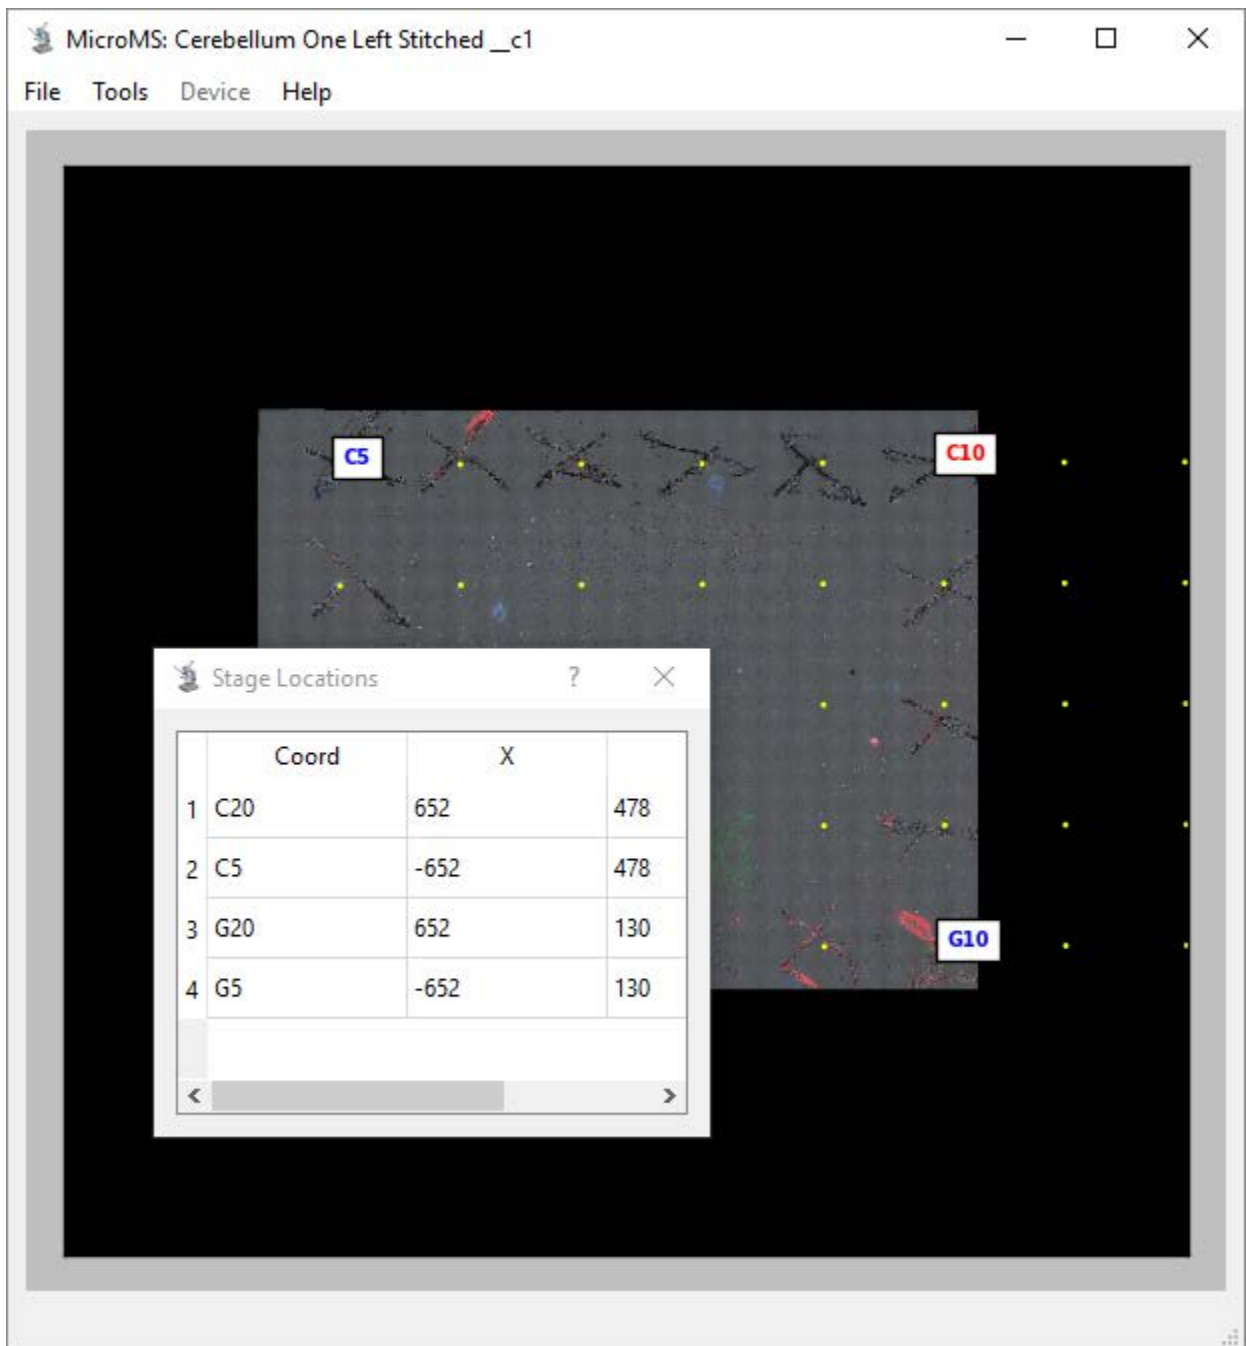 MicroMS: Cerebellum One Left Stitched __c1
File Tools Device Help
C5
C10
Stage Locations ?
Coord X
1 C20 652 478
2 C5 -652 478
3 G20 652 130
4 G5 -652 130
G10